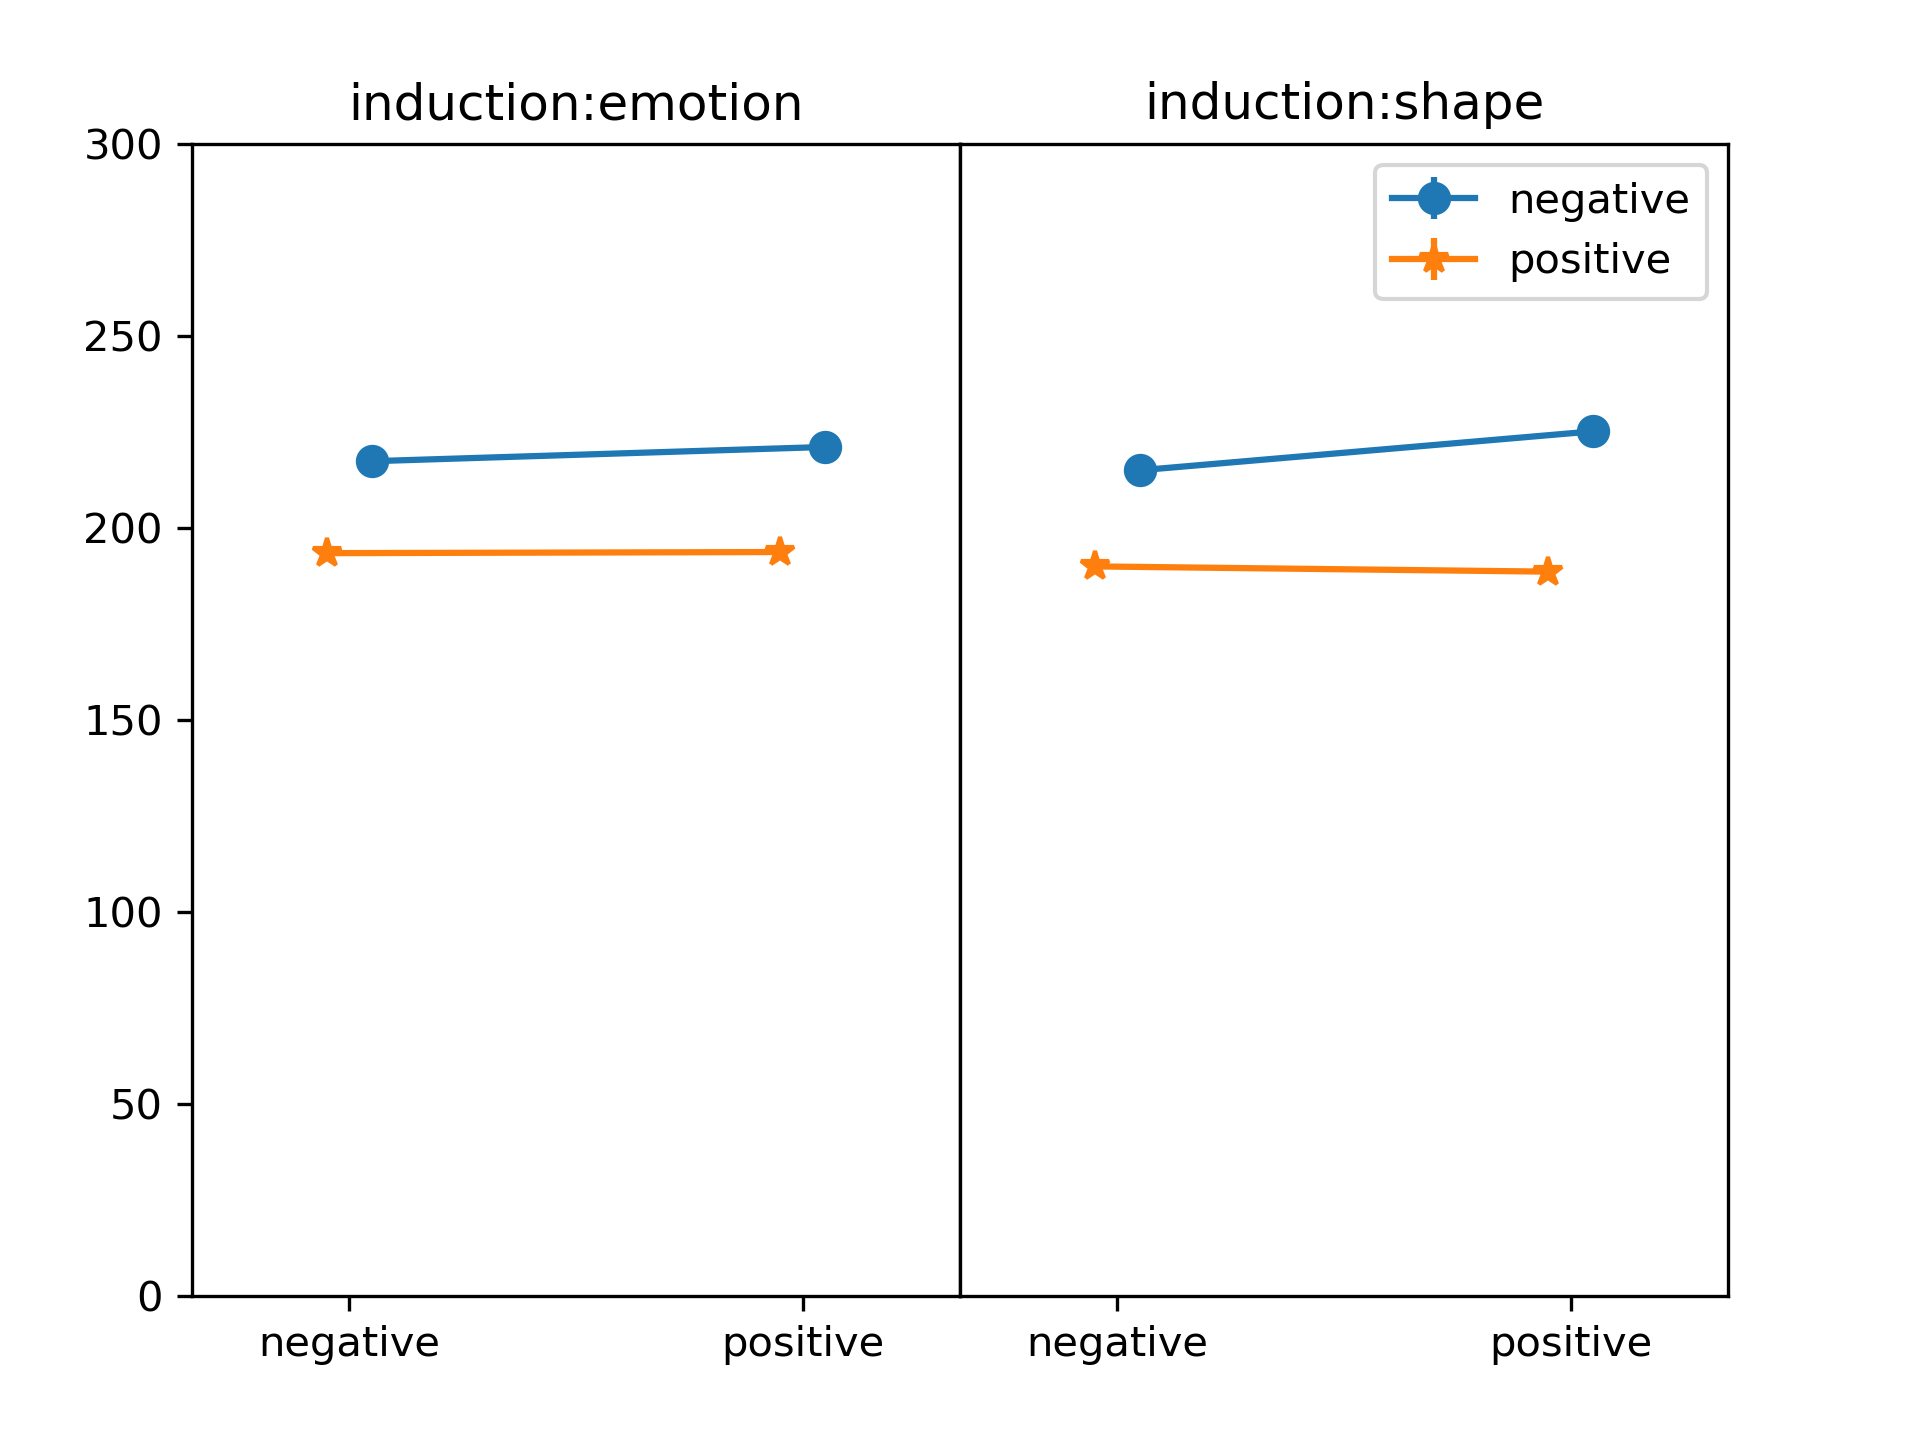 induction:emotion
induction:shape
300
250
200
150
100
50
0
negative
positive
negative
positive
negative
positive